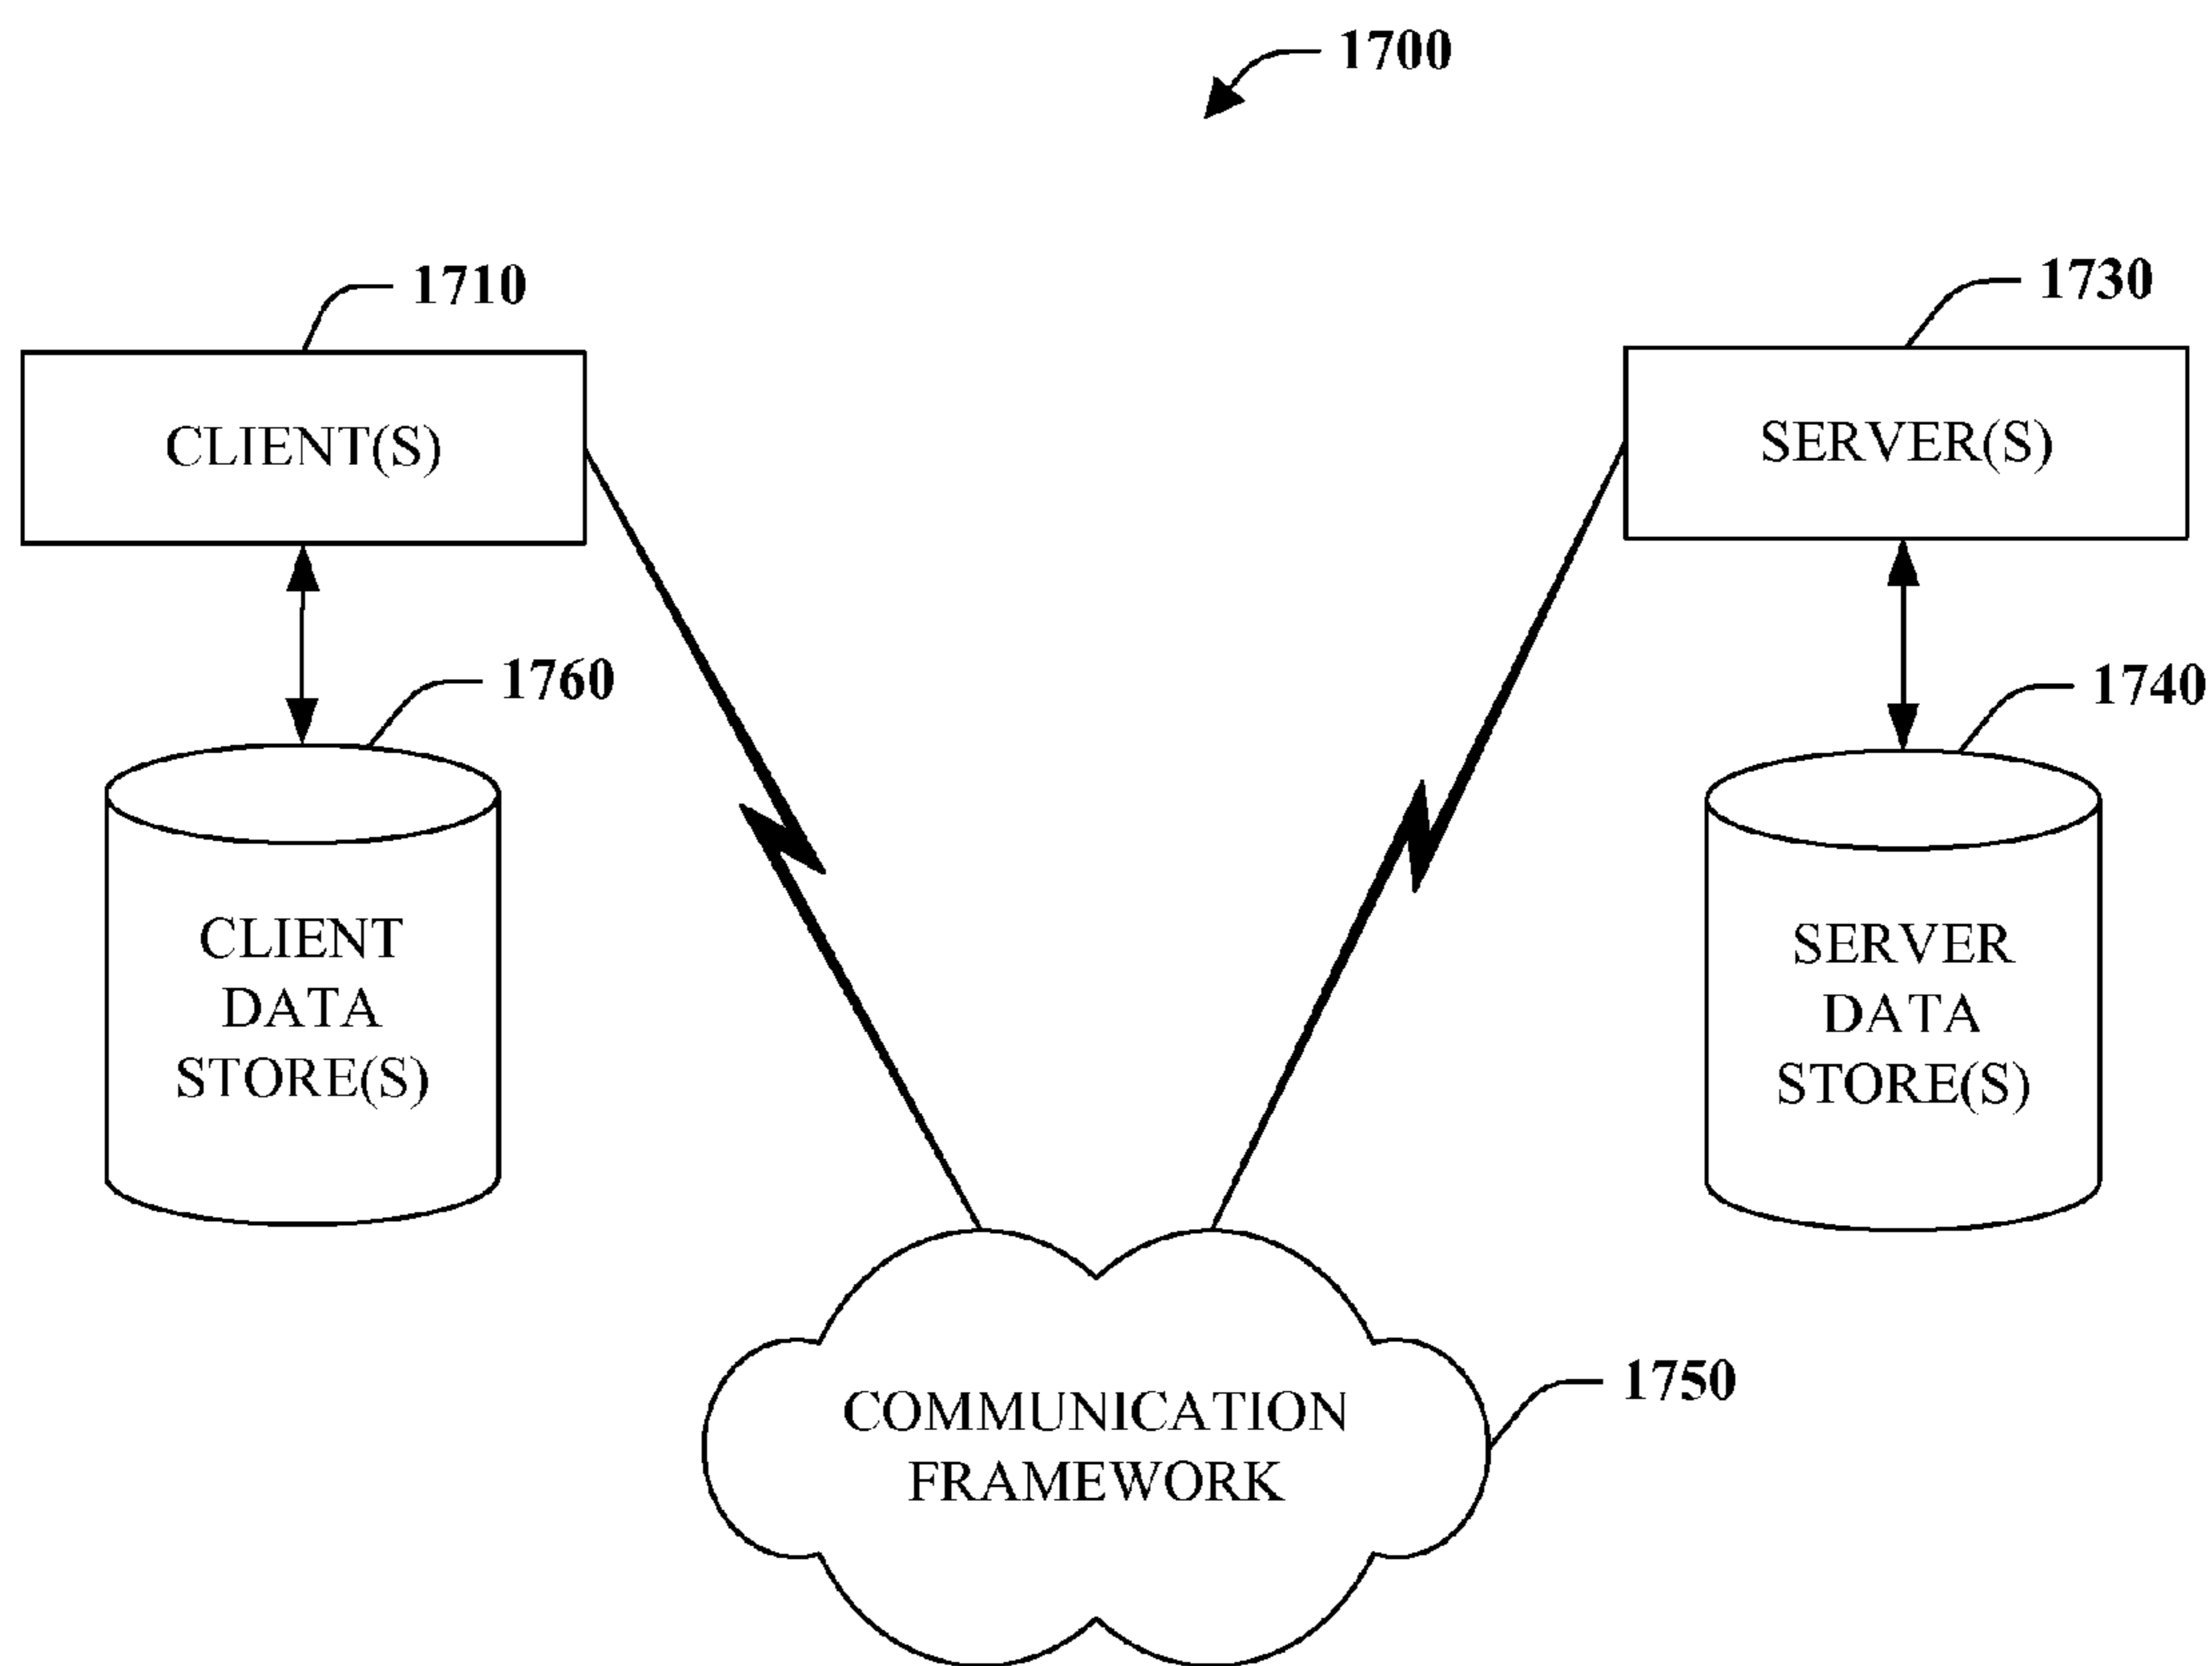 1700
1710
1730
CLIENT(S)
SERVER(S)
1760
1740
CLIENT
DATA
STORE(S)
SERVER
DATA
STORE(S)
1750
COMMUNICATION
FRAMEWORK